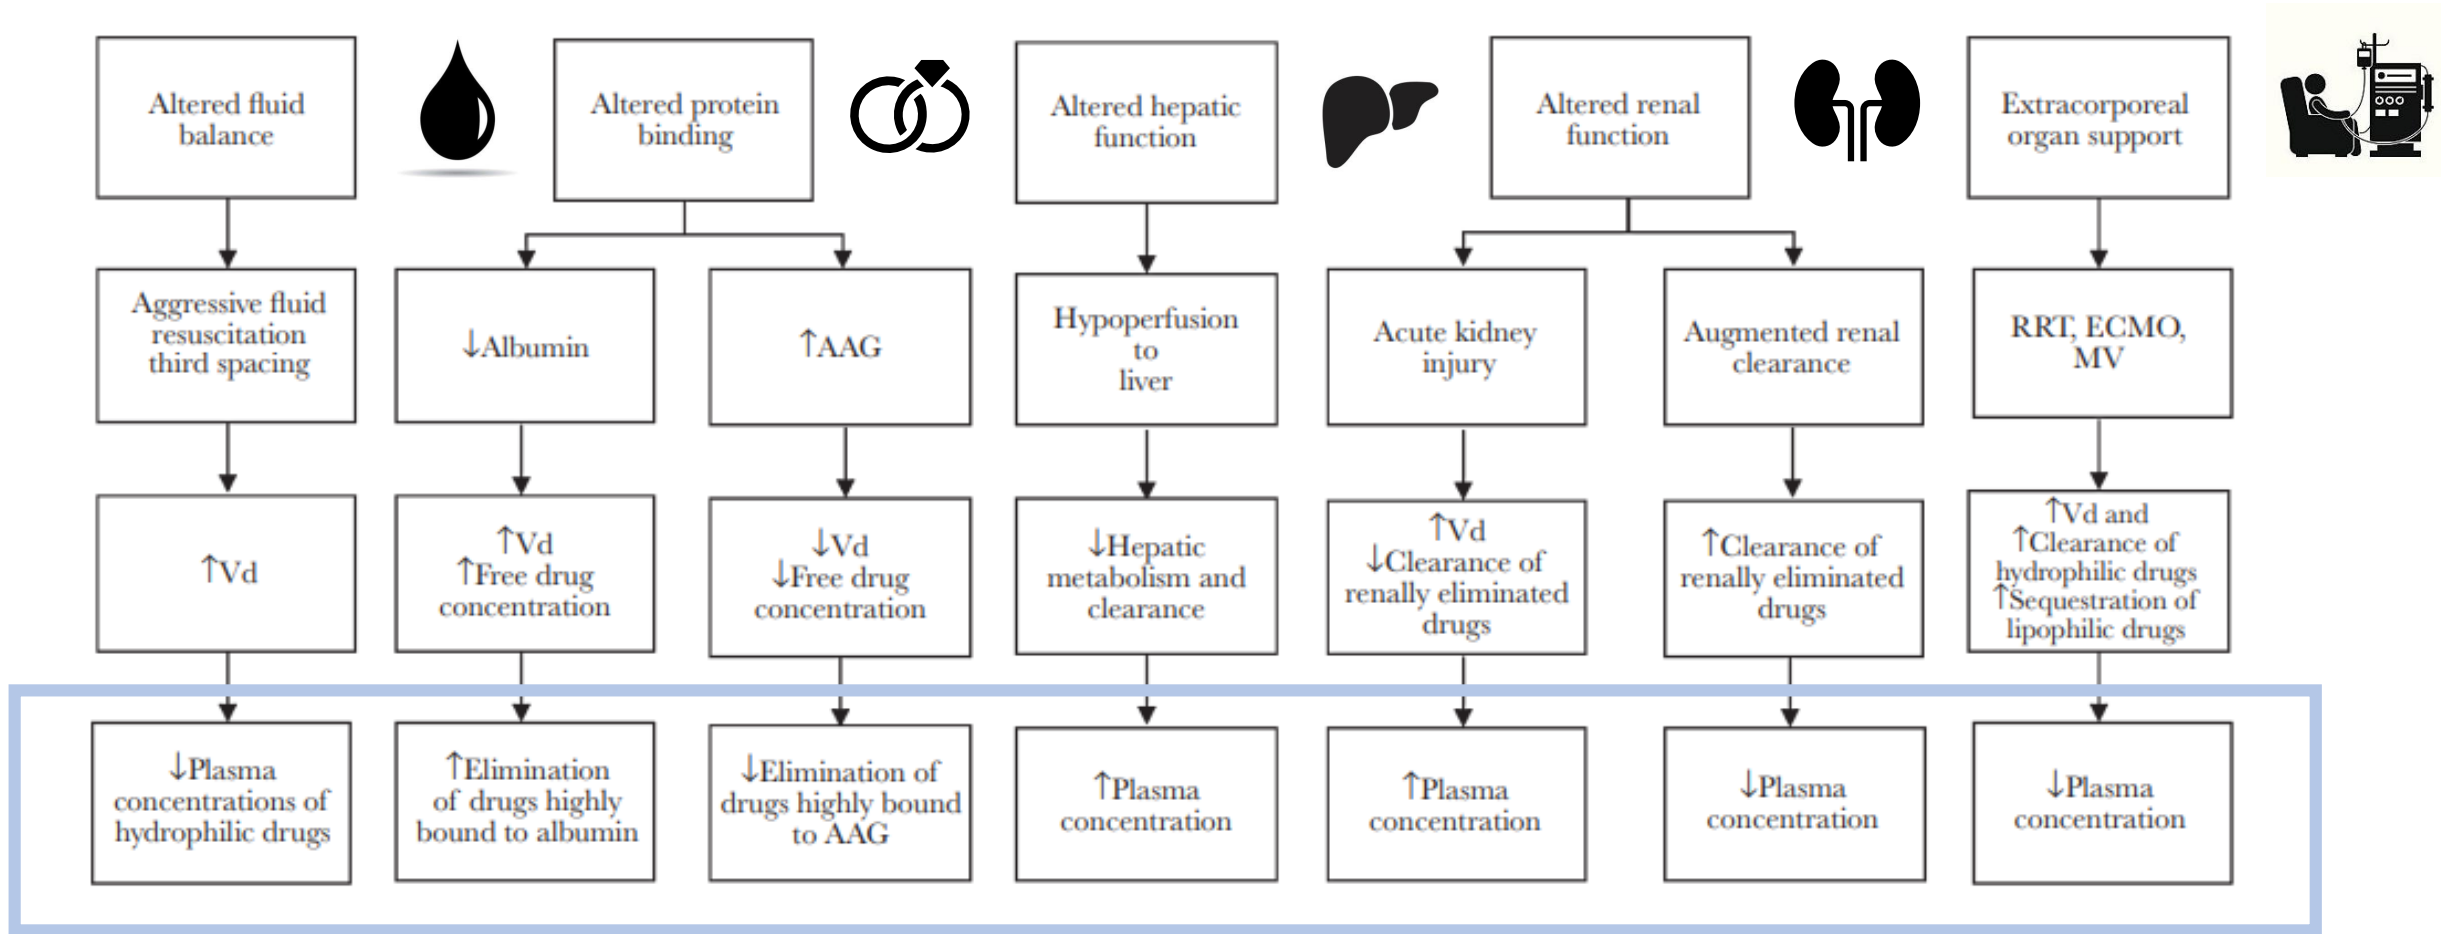 Altered fluid
balance
Altered protein
binding
Altered hepatic
function
Altered renal
function
Extracorporeal
organ support
Aggressive fluid
resuscitation
third spacing
↓Albumin
↑AAG
Hypoperfusion
to
liver
Acute kidney
injury
Augmented renal
clearance
RRT, ECMO,
MV
↑Vd
↑Vd
↑Free drug
concentration
↓Vd
↓Free drug
concentration
↓Hepatic
metabolism and
clearance
↑Vd
↓Clearance of
renally eliminated
drugs
↑Clearance of
renally eliminated
drugs
↑Vd and
↑Clearance of
hydrophilic drugs
↑Sequestration of
lipophilic drugs
↓Plasma
concentrations of
hydrophilic drugs
↑Elimination
of drugs highly
bound to albumin
↓Elimination of
drugs highly bound
to AAG
↑Plasma
concentration
↑Plasma
concentration
↓Plasma
concentration
↓Plasma
concentration